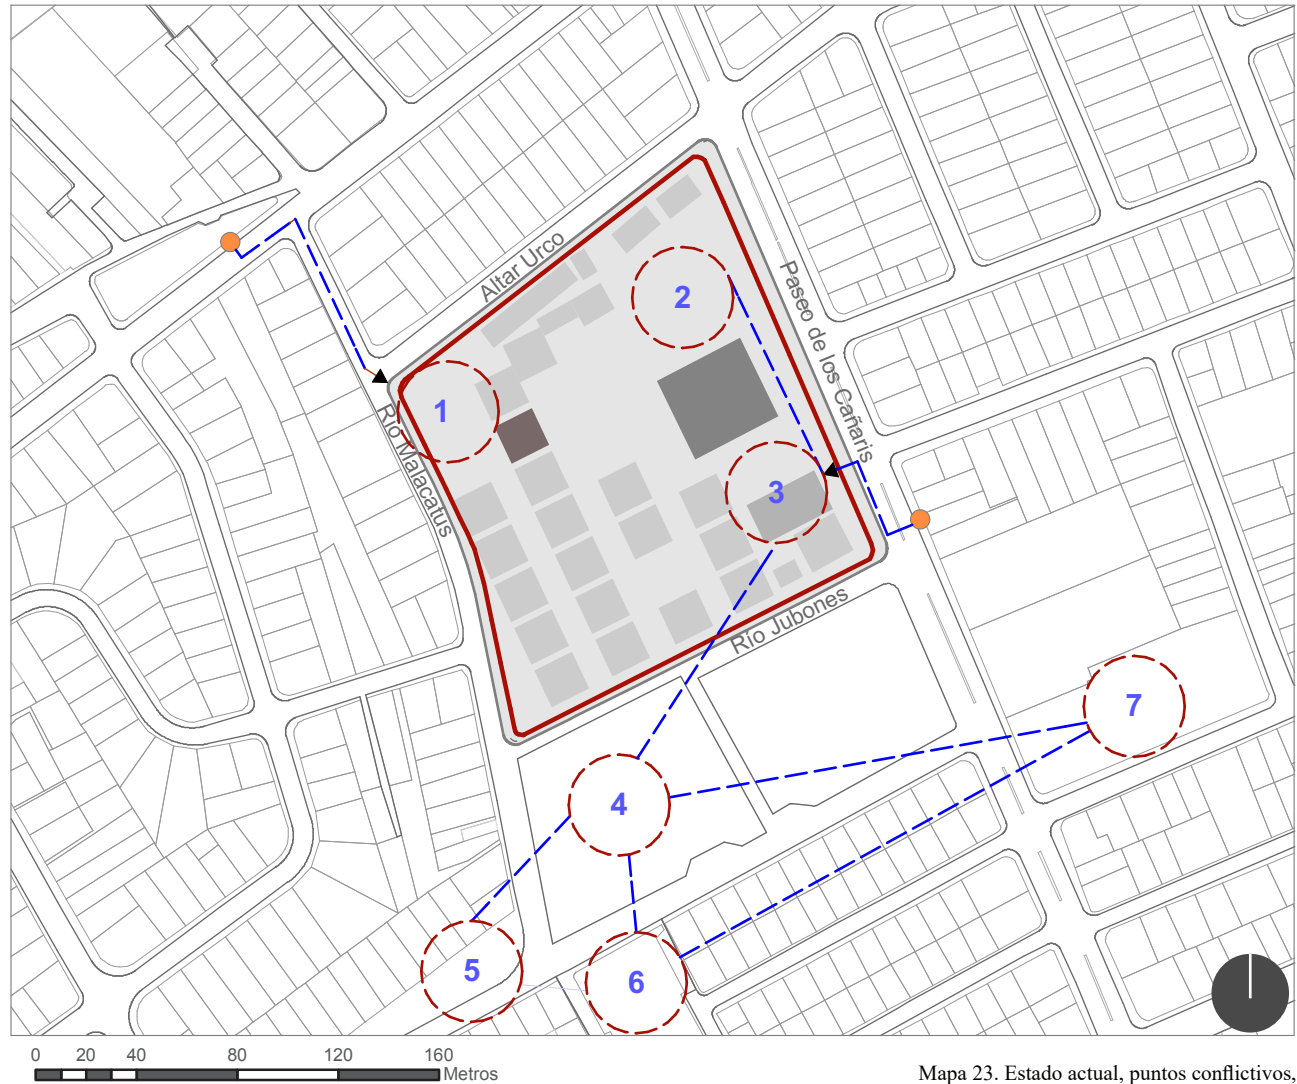 Altar Urco
Paseo de los Cañaris
2
1
Río Malacatus
3
Río Jubones
7
4
5
6
0 20 40 80 120 160
Metros
Mapa 23. Estado actual, puntos conflictivos,